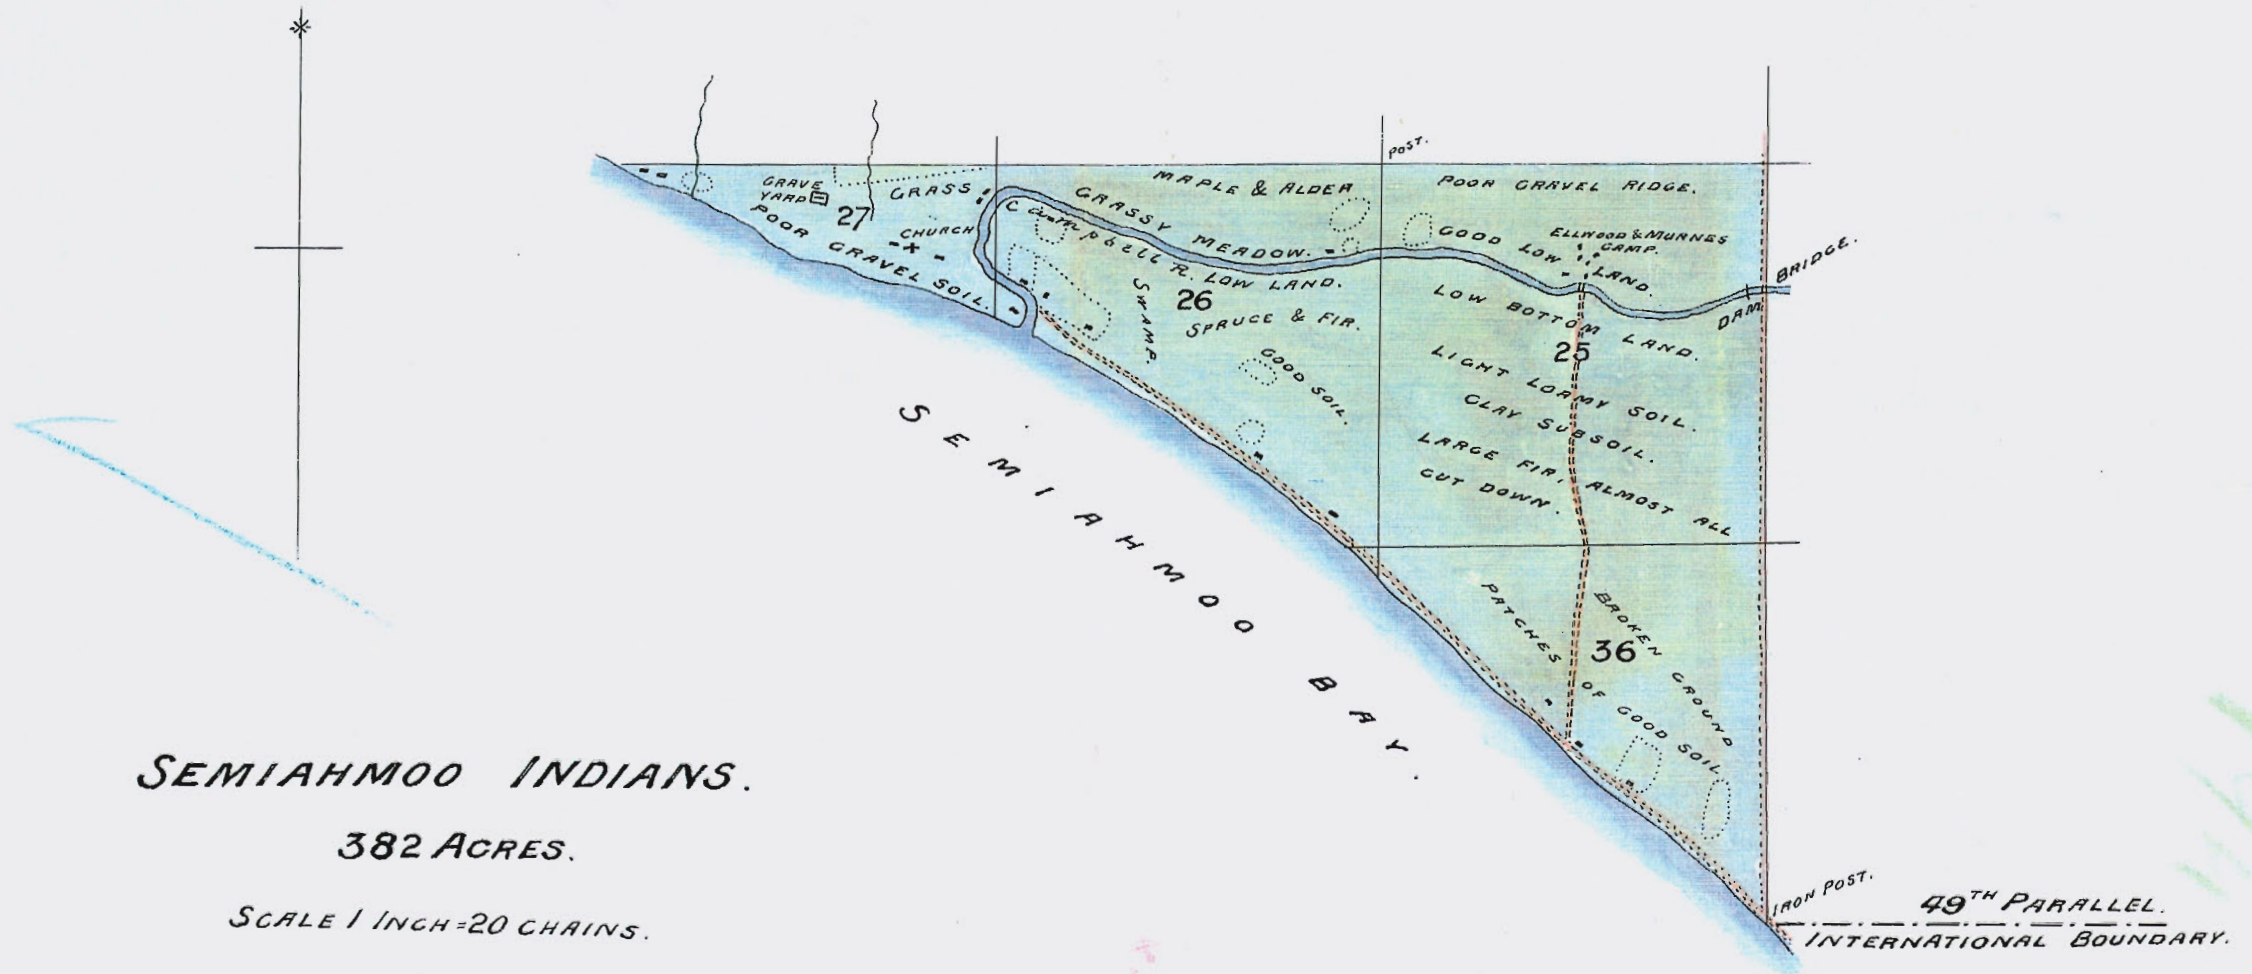 POST.
MAPLE & ALDER
POOR GRAVEL RIDGE.
GRAVE
YARD
27
GRASS
CHURCH
POOR GRAVEL SOIL.
GRASSY MEADOW.
Campbell R.
LOW LAND.
26
SWAMP.
SPRUCE & FIR.
GOOD SOIL.
GOOD LOW LAND.
ELLWOOD & MURNES
CAMP.
BRIDGE.
DAM
LOW BOTTOM LAND.
25
LIGHT LOAMY SOIL.
CLAY SUBSOIL.
LARGE FIR, ALMOST ALL
CUT DOWN.
PATCHES OF GOOD SOIL
BROKEN GROUND
36
SEMIAHMOO BAY.
SEMIAHMOO INDIANS.
382 ACRES.
SCALE 1 INCH=20 CHAINS.
IRON POST.
49TH PARALLEL.
INTERNATIONAL BOUNDARY.